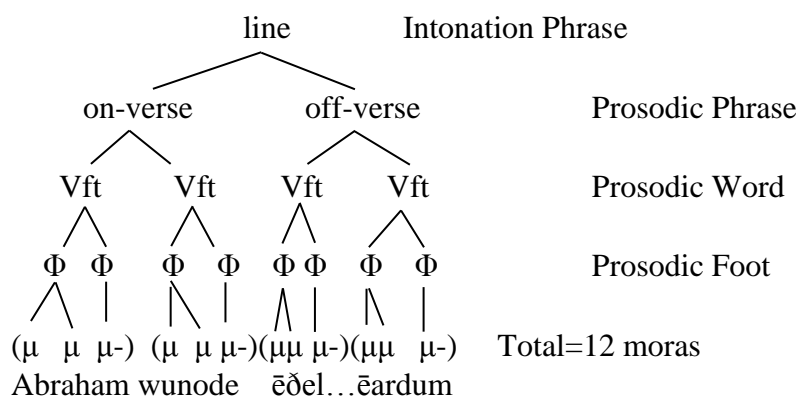 line Intonation Phrase
on-verse off-verse Prosodic Phrase
Vft Vft Vft Vft Prosodic Word
Φ Φ Φ Φ Φ Φ Φ Φ Prosodic Foot
(μ μ μ-) (μ μ μ-)(μμ μ-)(μμ μ-) Total=12 moras
Abraham wunode ēðel…ēardum